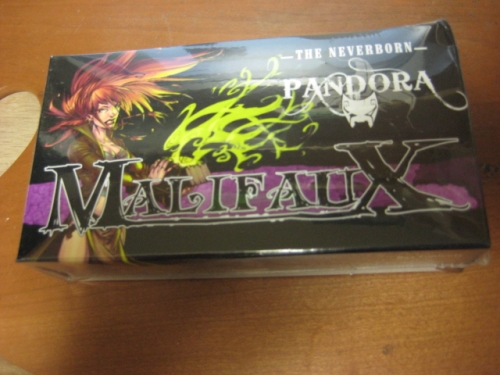 THE NEVERBORN
PANDORA
MALIFAUX